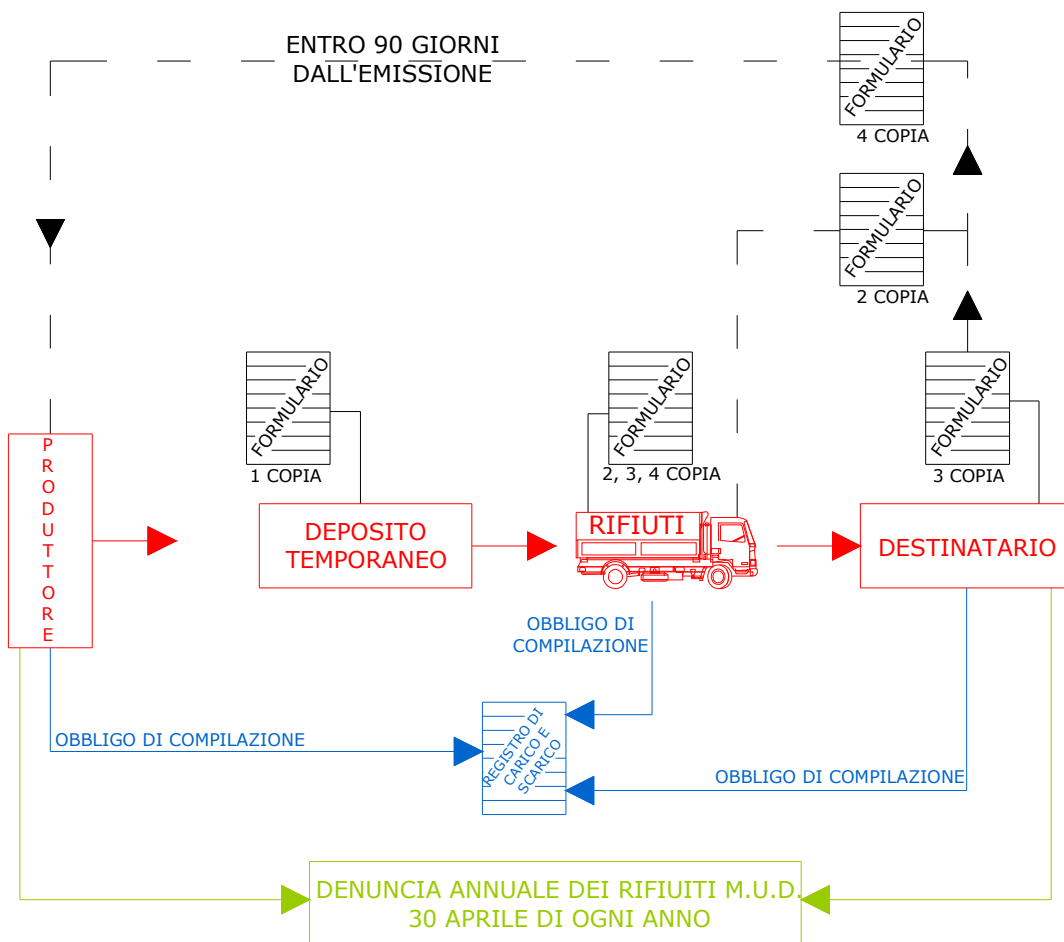 ENTRO 90 GIORNI
DALL'EMISSIONE
FORMULARIO
4 COPIA
FORMULARIO
2 COPIA
FORMULARIO
1 COPIA
FORMULARIO
2, 3, 4 COPIA
FORMULARIO
3 COPIA
PRODUTTORE
DEPOSITO
TEMPORANEO
RIFIUTI
DESTINATARIO
OBBLIGO DI
COMPILAZIONE
OBBLIGO DI COMPILAZIONE
REGISTRO DI
CARICO E
SCARICO
OBBLIGO DI COMPILAZIONE
DENUNCIA ANNUALE DEI RIFIUITI M.U.D.
30 APRILE DI OGNI ANNO